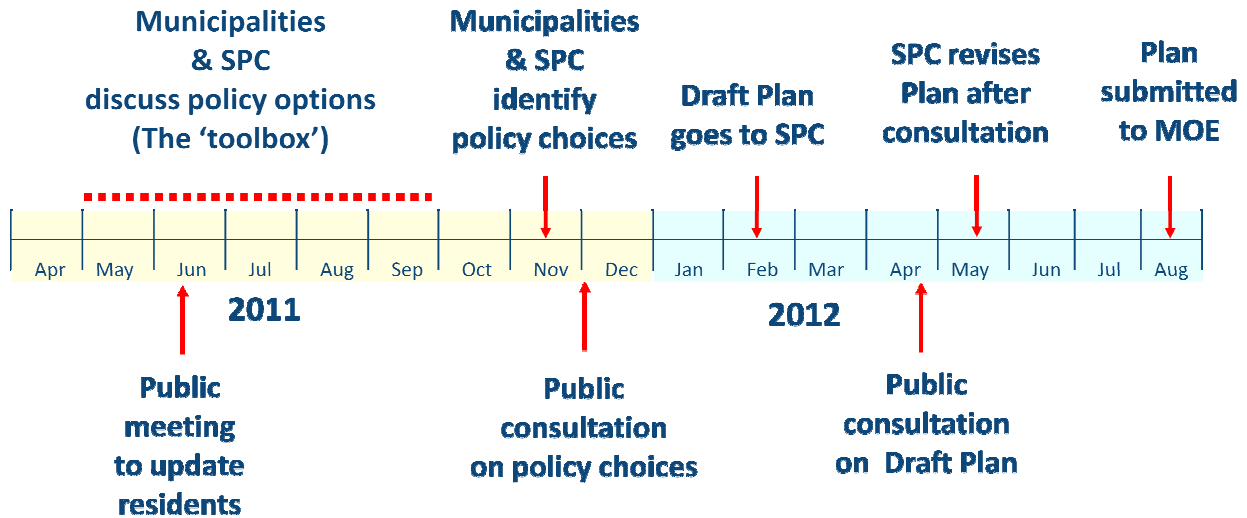 Municipalities
& SPC
discuss policy options
(The ‘toolbox’)
Municipalities
& SPC
identify
policy choices
Draft Plan
goes to SPC
SPC revises
Plan after
consultation
Plan
submitted
to MOE
Apr May Jun Jul Aug Sep Oct Nov Dec Jan Feb Mar Apr May Jun Jul Aug
2011 2012
Public
meeting
to update
residents
Public
consultation
on policy choices
Public
consultation
on Draft Plan